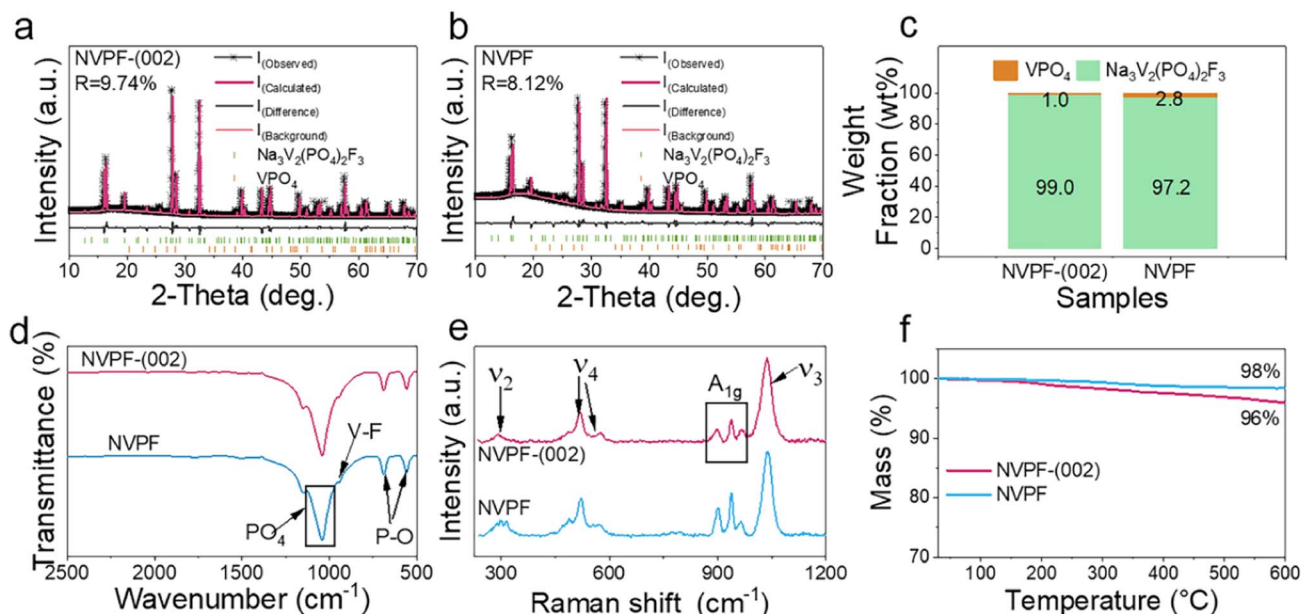 a
NVPF-(002)
R=9.74%
I(Observed)
I(Calculated)
I(Difference)
I(Background)
Na₃V₂(PO₄)₂F₃
VPO₄
Intensity (a.u.)
10 20 30 40 50 60 70
2-Theta (deg.)
b
NVPF
R=8.12%
I(Observed)
I(Calculated)
I(Difference)
I(Background)
Na₃V₂(PO₄)₂F₃
VPO₄
Intensity (a.u.)
10 20 30 40 50 60 70
2-Theta (deg.)
c
VPO₄ Na₃V₂(PO₄)₂F₃
Weight
Fraction (wt%)
100
80
60
40
20
0
1.0 2.8
99.0 97.2
NVPF-(002) NVPF
Samples
d
Transmittance (%)
NVPF-(002)
NVPF
V-F
PO₄
P-O
2500 2000 1500 1000 500
Wavenumber (cm⁻¹)
e
Intensity (a.u.)
ν₂
ν₄
A₁g
ν₃
NVPF-(002)
NVPF
300 600 900 1200
Raman shift (cm⁻¹)
f
Mass (%)
100
90
80
70
98%
96%
NVPF-(002)
NVPF
0 100 200 300 400 500 600
Temperature (°C)